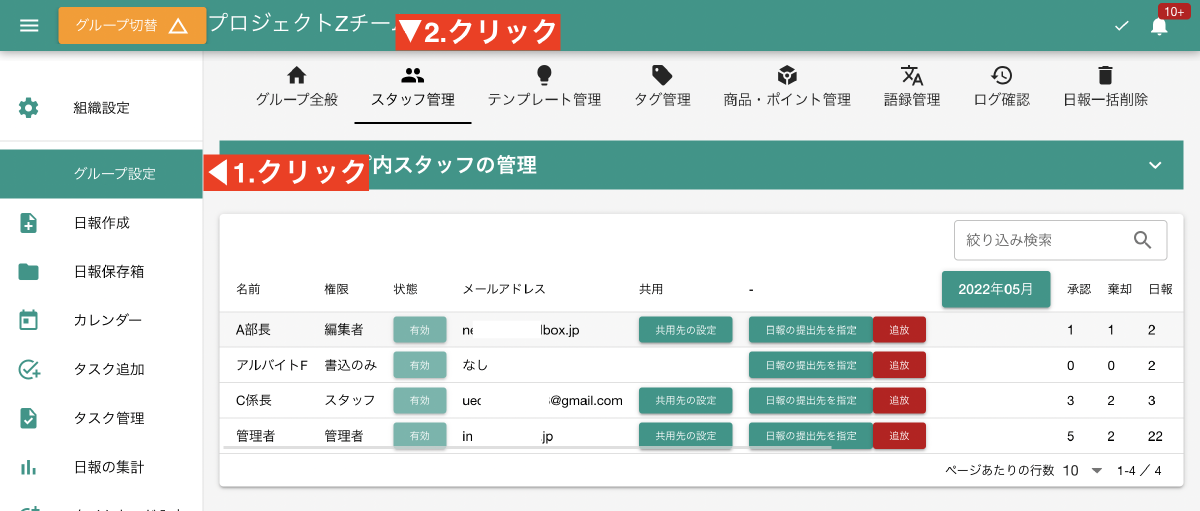 グループ切替 プロジェクトZチー
▼2.クリック
10+
組織設定
グループ設定
日報作成
日報保存箱
カレンダー
タスク追加
タスク管理
日報の集計
グループ全般 スタッフ管理 テンプレート管理 タグ管理 商品・ポイント管理 語録管理 ログ確認 日報一括削除
◀1.クリック
内スタッフの管理
絞り込み検索
名前 権限 状態 メールアドレス 共用 - 2022年05月 承認 棄却 日報
A部長 編集者 有効 ne lbox.jp 共用先の設定 日報の提出先を指定 追放 1 1 2
アルバイトF 書込のみ 有効 なし 日報の提出先を指定 追放 0 0 2
C係長 スタッフ 有効 uec @gmail.com 共用先の設定 日報の提出先を指定 追放 3 2 3
管理者 管理者 有効 in .jp 共用先の設定 日報の提出先を指定 追放 5 2 22
ページあたりの行数 10 1-4 / 4